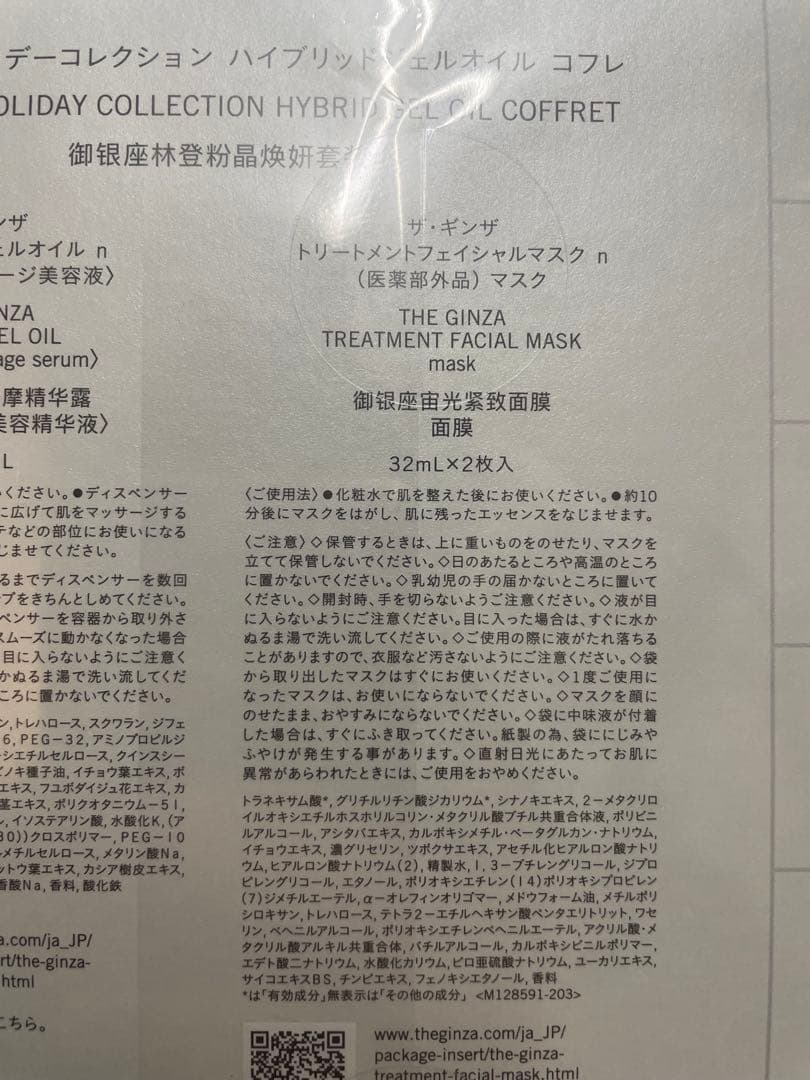 デーコレクション ハイブリッドジェルオイル コフレ
OLIDAY COLLECTION HYBRID GEL OIL COFFRET
御银座林登粉晶焕妍套
ンザ
ェルオイル n
ージ美容液〉
NZA
EL OIL
age serum〉
摩精华露
美容精华液〉
L
ください。●ディスペンサー
に広げて肌をマッサージする
テなどの部位にお使いになる
じませてください。
るまでディスペンサーを数回
プをきちんとしめてください。
ペンサーを容器から取り外さ
スムーズに動かなくなった場合
目に入らないようにご注意く
かぬるま湯で洗い流してくだ
ころに置かないでください。
ン,トレハロース,スクワラン,ジフェ
6,PEG-32,アミノプロピルジ
ーシエチルセルロース,クインスシー
ビノキ種子油,イチョウ葉エキス,ボ
エキス,フユボダイジュ花エキス,カ
茎エキス,ポリクオタニウム-51,
ル,イソステアリン酸,水酸化K,(ア
30))クロスポリマー,PEG-10
ルメチルセルロース,メタリン酸Na,
ットウ葉エキス,カシア樹皮エキス,
香酸Na,香料,酸化鉄
a.com/ja_JP/
sert/the-ginza-
html
こちら。
ザ・ギンザ
トリートメントフェイシャルマスク n
(医薬部外品) マスク
THE GINZA
TREATMENT FACIAL MASK
mask
御银座宙光紧致面膜
面膜
32mL×2枚入
〈ご使用法〉●化粧水で肌を整えた後にお使いください。●約10
分後にマスクをはがし、肌に残ったエッセンスをなじませます。
〈ご注意〉◇保管するときは、上に重いものをのせたり、マスクを
立てて保管しないでください。◇日のあたるところや高温のところ
に置かないでください。◇乳幼児の手の届かないところに置いて
ください。◇開封時、手を切らないようご注意ください。◇液が目
に入らないようにご注意ください。目に入った場合は、すぐに水か
ぬるま湯で洗い流してください。◇ご使用の際に液がたれ落ちる
ことがありますので、衣服など汚さないようにご注意ください。◇袋
から取り出したマスクはすぐにお使いください。◇1度ご使用に
なったマスクは、お使いにならないでください。◇マスクを顔に
のせたまま、おやすみにならないでください。◇袋に中味液が付着
した場合は、すぐにふき取ってください。紙製の為、袋ににじみや
ふやけが発生する事があります。◇直射日光にあたってお肌に
異常があらわれたときには、ご使用をおやめください。
トラネキサム酸*,グリチルリチン酸ジカリウム*,シナノキエキス,2-メタクリロ
イルオキシエチルホスホリルコリン・メタクリル酸ブチル共重合体液,ポリビニ
ルアルコール,アシタバエキス,カルボキシメチル・ベータグルカン・ナトリウム,
イチョウエキス,濃グリセリン,ツボクサエキス,アセチル化ヒアルロン酸ナトリ
ウム,ヒアルロン酸ナトリウム(2),精製水,1,3-ブチレングリコール,ジプロ
ピレングリコール,エタノール,ポリオキシエチレン(14)ポリオキシプロピレン
(7)ジメチルエーテル,α-オレフィンオリゴマー,メドウフォーム油,メチルポリ
シロキサン,トレハロース,テトラ2-エチルヘキサン酸ペンタエリトリット,ワセ
リン,ベヘニルアルコール,ポリオキシエチレンベヘニルエーテル,アクリル酸・メ
タクリル酸アルキル共重合体,バチルアルコール,カルボキシビニルポリマー,
エデト酸二ナトリウム,水酸化カリウム,ピロ亜硫酸ナトリウム,ユーカリエキス,
サイコエキスBS,チンピエキス,フェノキシエタノール,香料
*は「有効成分」無表示は「その他の成分」 <M128591-203>
www.theginza.com/ja_JP/
package-insert/the-ginza-
treatment-facial-mask.html